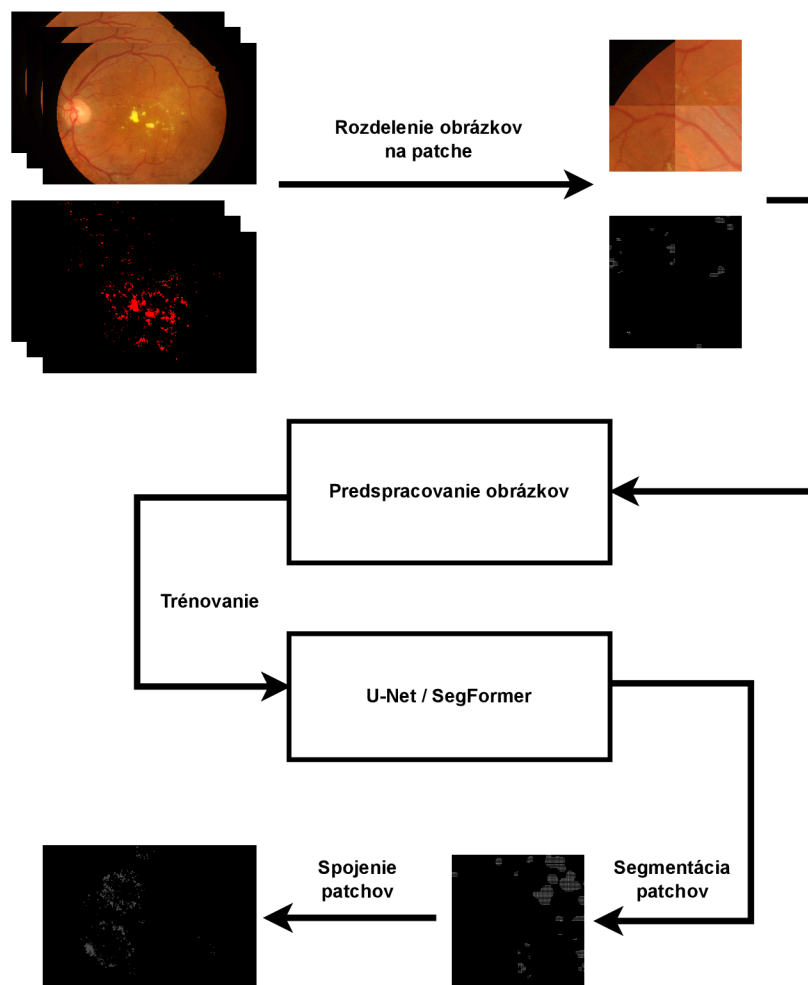 Rozdelenie obrázkov
na patche
Predspracovanie obrázkov
Trénovanie
U-Net / SegFormer
Segmentácia
patchov
Spojenie
patchov